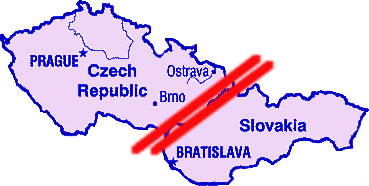 PRAGUE
Czech
Republic
Ostrava
Brno
Slovakia
BRATISLAVA